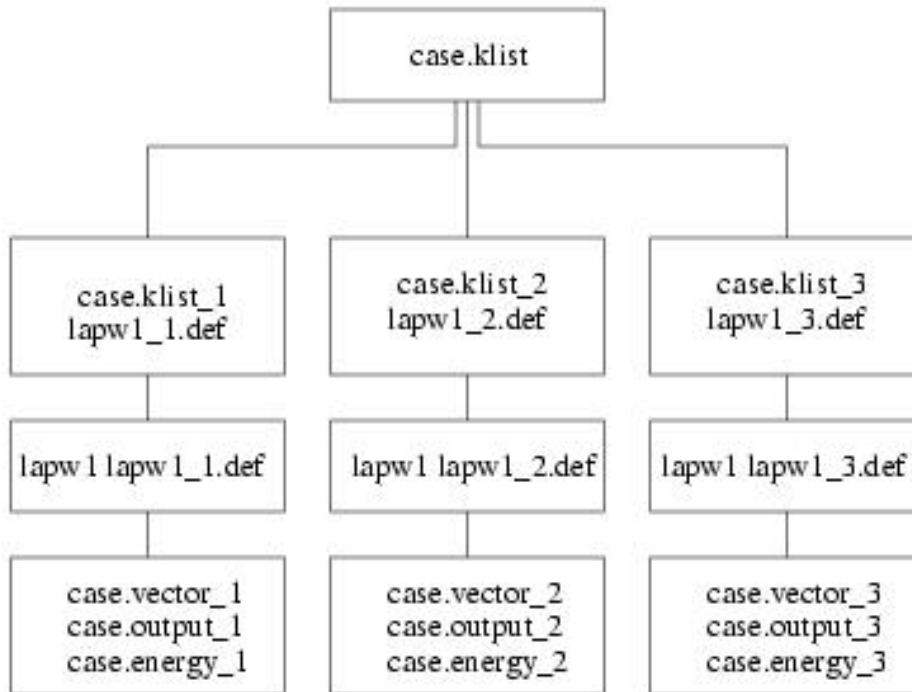 case.klist
case.klist_1
lapw1_1.def
case.klist_2
lapw1_2.def
case.klist_3
lapw1_3.def
lapw1 lapw1_1.def
lapw1 lapw1_2.def
lapw1 lapw1_3.def
case.vector_1
case.output_1
case.energy_1
case.vector_2
case.output_2
case.energy_2
case.vector_3
case.output_3
case.energy_3